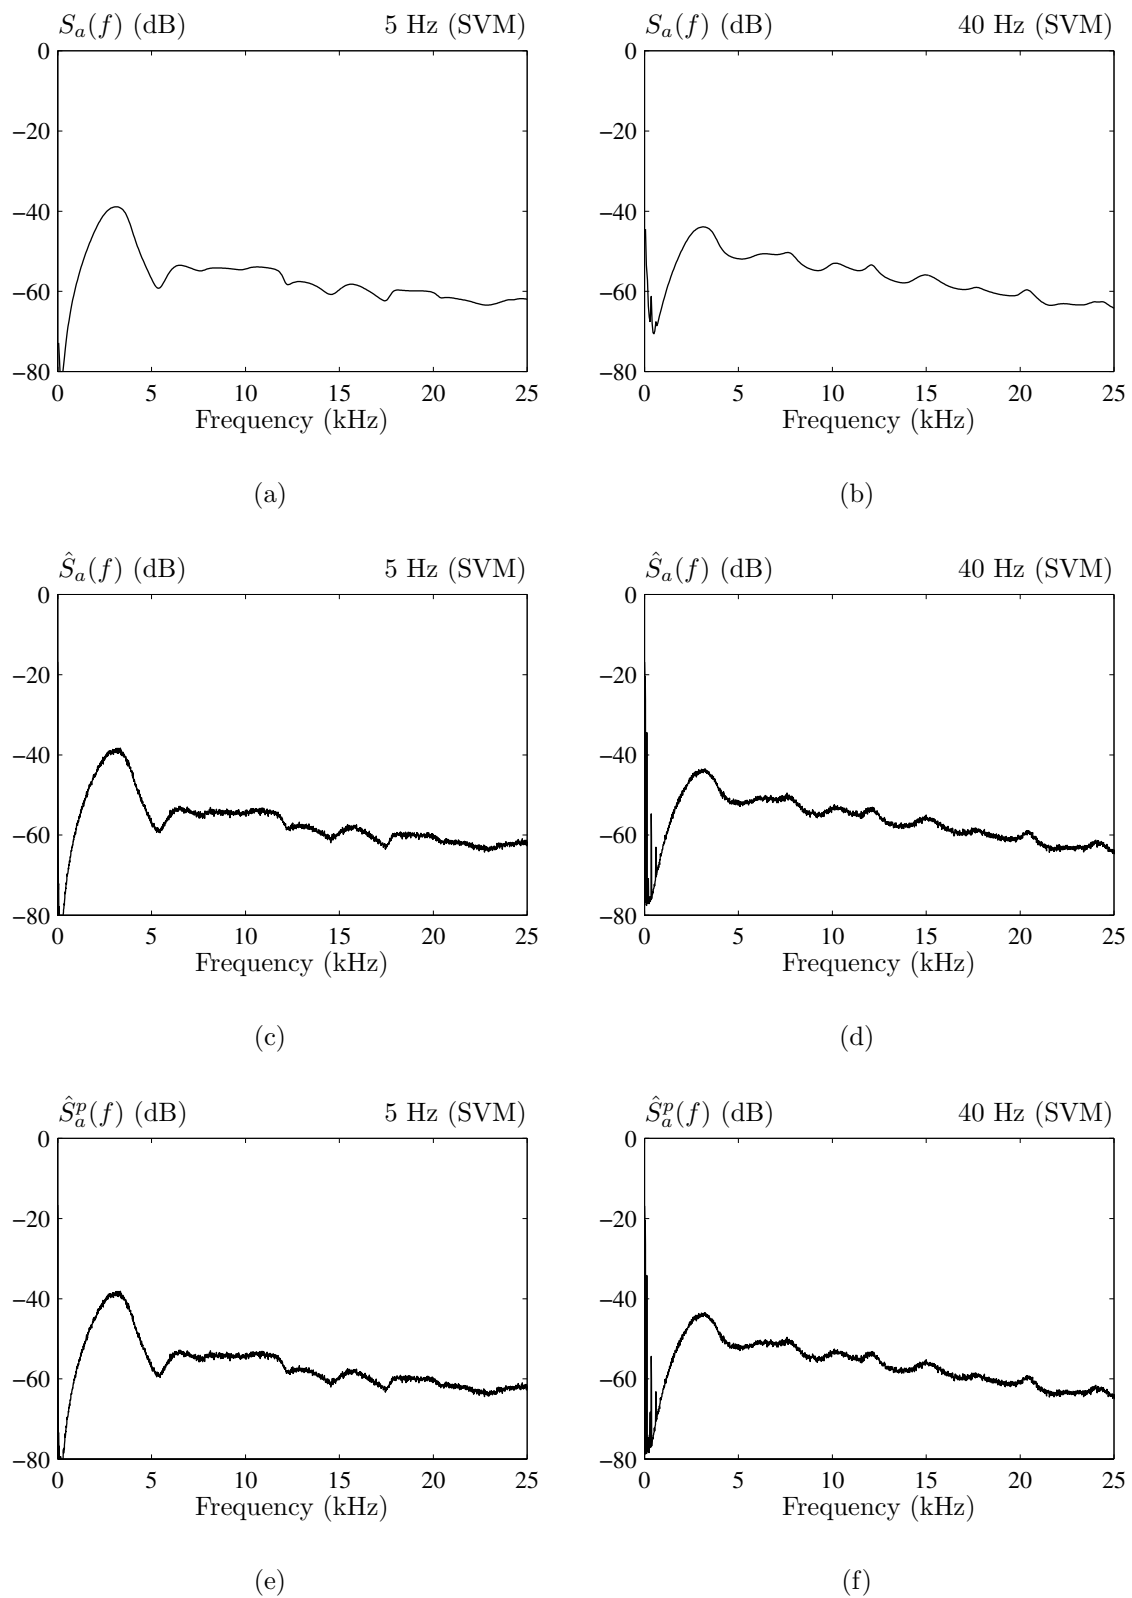 S_a(f) (dB) 5 Hz (SVM)
0
−20
−40
−60
−80
0 5 10 15 20 25
Frequency (kHz)
(a)
S_a(f) (dB) 40 Hz (SVM)
0
−20
−40
−60
−80
0 5 10 15 20 25
Frequency (kHz)
(b)
Ŝ_a(f) (dB) 5 Hz (SVM)
0
−20
−40
−60
−80
0 5 10 15 20 25
Frequency (kHz)
(c)
Ŝ_a(f) (dB) 40 Hz (SVM)
0
−20
−40
−60
−80
0 5 10 15 20 25
Frequency (kHz)
(d)
Ŝ_a^p(f) (dB) 5 Hz (SVM)
0
−20
−40
−60
−80
0 5 10 15 20 25
Frequency (kHz)
(e)
Ŝ_a^p(f) (dB) 40 Hz (SVM)
0
−20
−40
−60
−80
0 5 10 15 20 25
Frequency (kHz)
(f)